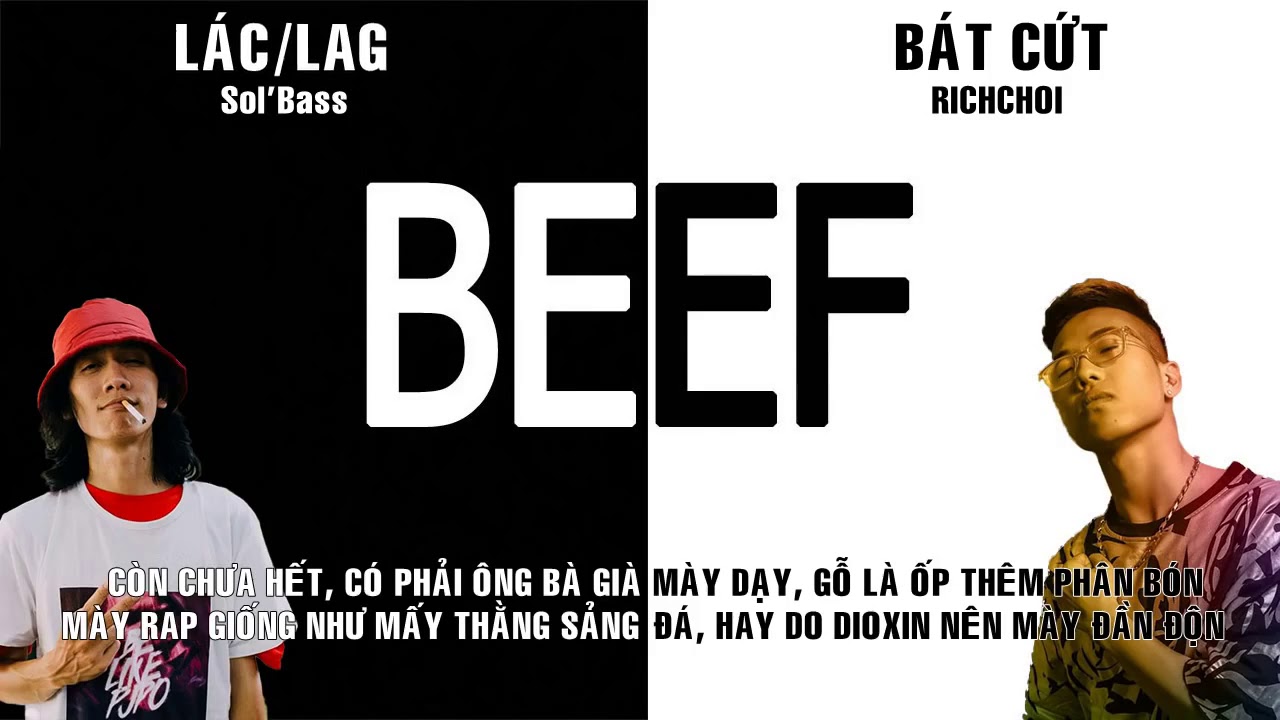 LÁC/LAG
Sol'Bass
BÁT CỨT
RICHCHOI
BEEF
CÒN CHƯA HẾT, CÓ PHẢI ÔNG BÀ GIÀ MÀY DẠY, GỖ LÀ ỐP THÊM PHÂN BÓN
MÀY RAP GIỐNG NHƯ MẤY THẰNG SẢNG ĐÁ, HAY DO DIOXIN NÊN MÀY ĐẦN ĐỘN
LIKE
PJPO